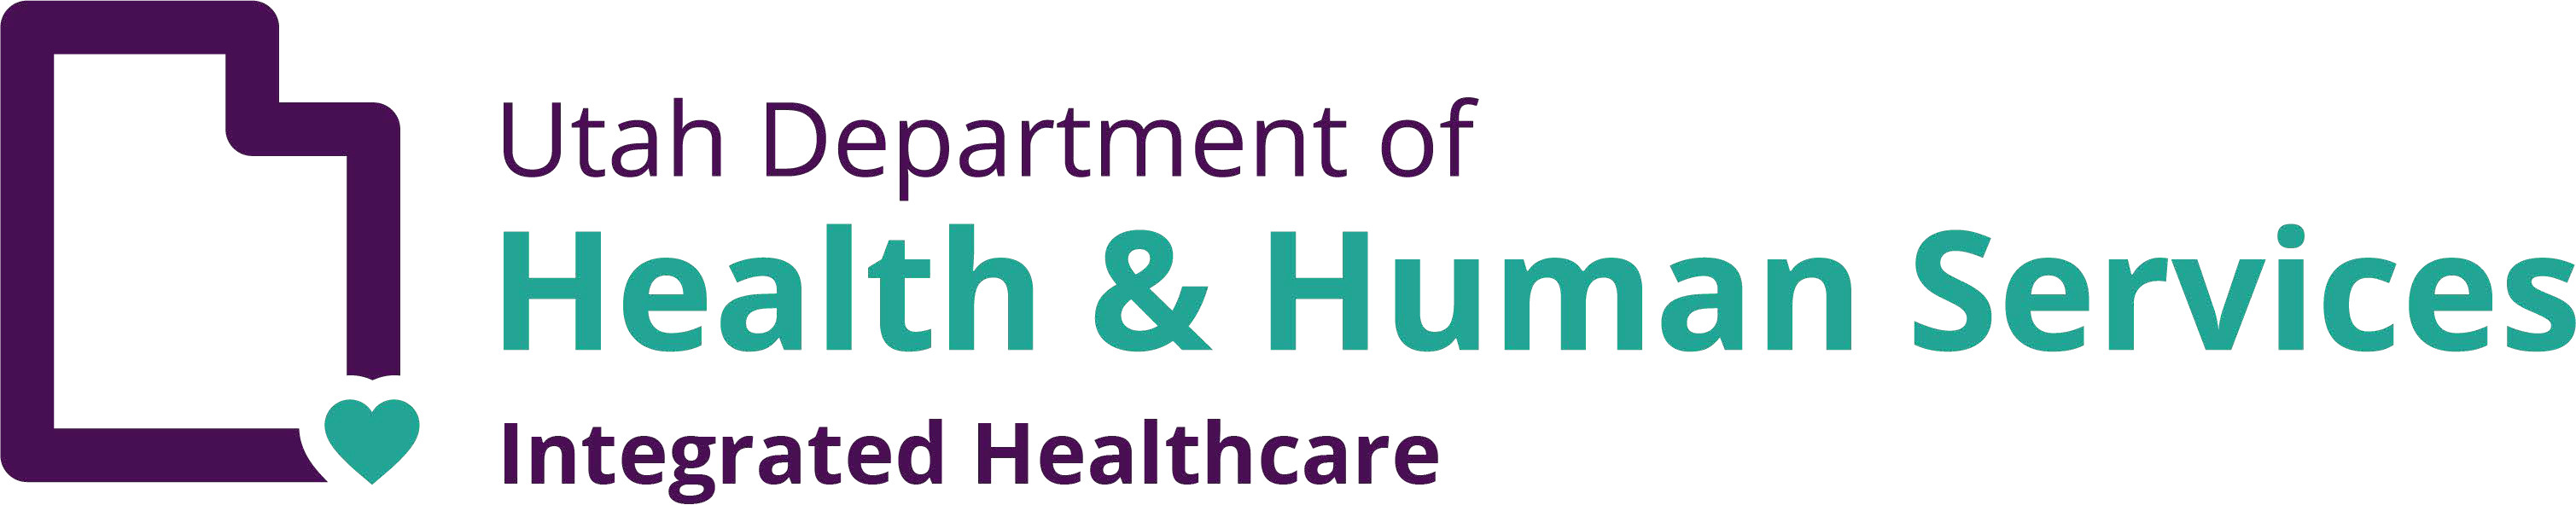 Utah Department of
Health & Human Services
Integrated Healthcare